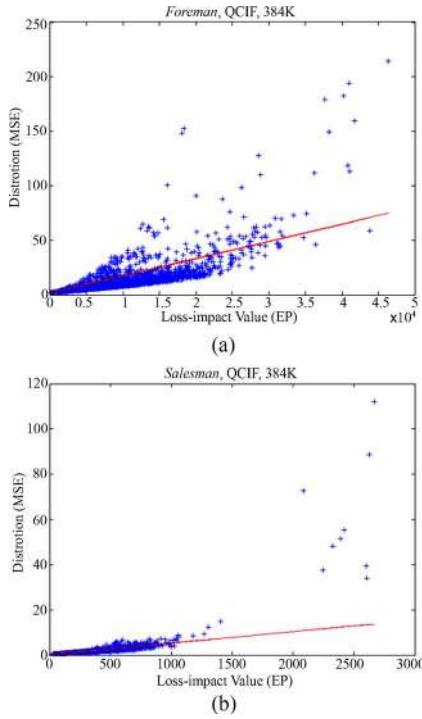 Foreman, QCIF, 384K
250
200
150
100
50
0
Distrotion (MSE)
0 0.5 1 1.5 2 2.5 3 3.5 4 4.5 5
Loss-impact Value (EP)
x10⁴
(a)
Salesman, QCIF, 384K
120
100
80
60
40
20
0
Distrotion (MSE)
0 500 1000 1500 2000 2500 3000
Loss-impact Value (EP)
(b)